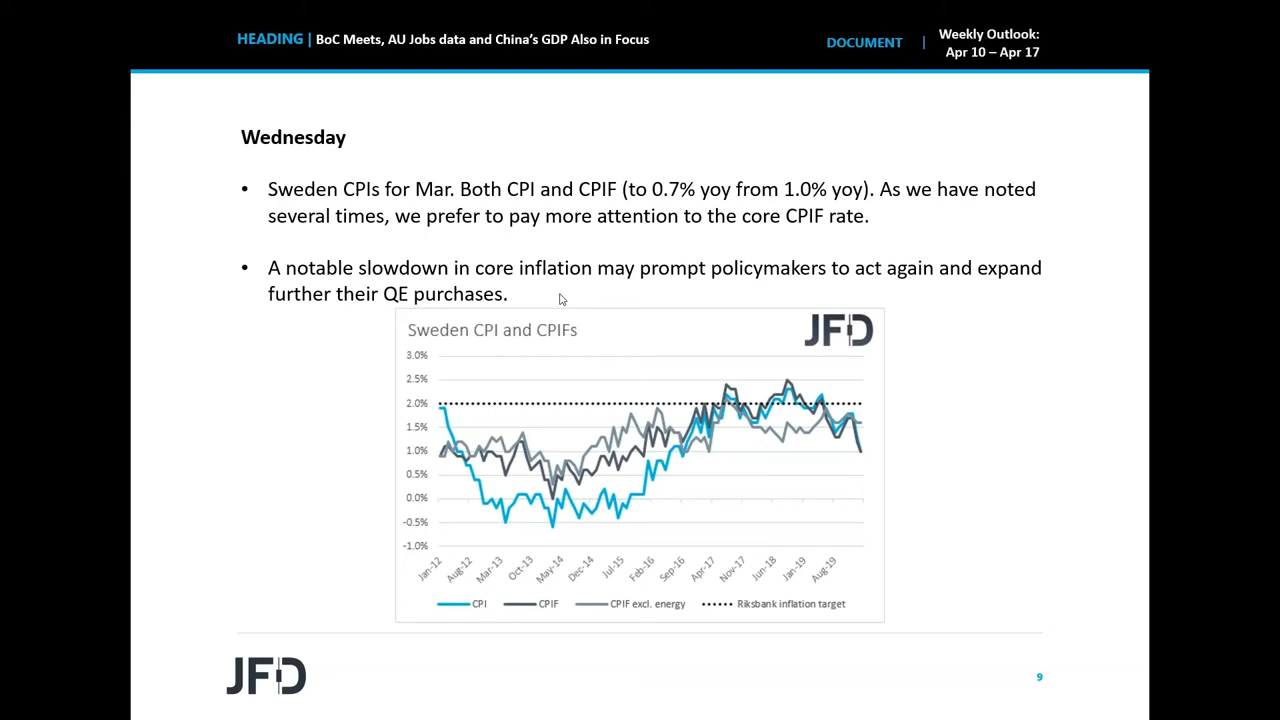 HEADING | BoC Meets, AU Jobs data and China's GDP Also in Focus
DOCUMENT | Weekly Outlook:
Apr 10 – Apr 17
Wednesday
• Sweden CPIs for Mar. Both CPI and CPIF (to 0.7% yoy from 1.0% yoy). As we have noted
several times, we prefer to pay more attention to the core CPIF rate.
• A notable slowdown in core inflation may prompt policymakers to act again and expand
further their QE purchases.
Sweden CPI and CPIFs
JFD
3.0%
2.5%
2.0%
1.5%
1.0%
0.5%
0.0%
-0.5%
-1.0%
Jan-12 Aug-12 Mar-13 Oct-13 May-14 Dec-14 Jul-15 Feb-16 Sep-16 Apr-17 Nov-17 Jun-18 Jan-19 Aug-19
CPI CPIF CPIF excl. energy Riksbank inflation target
JFD
9